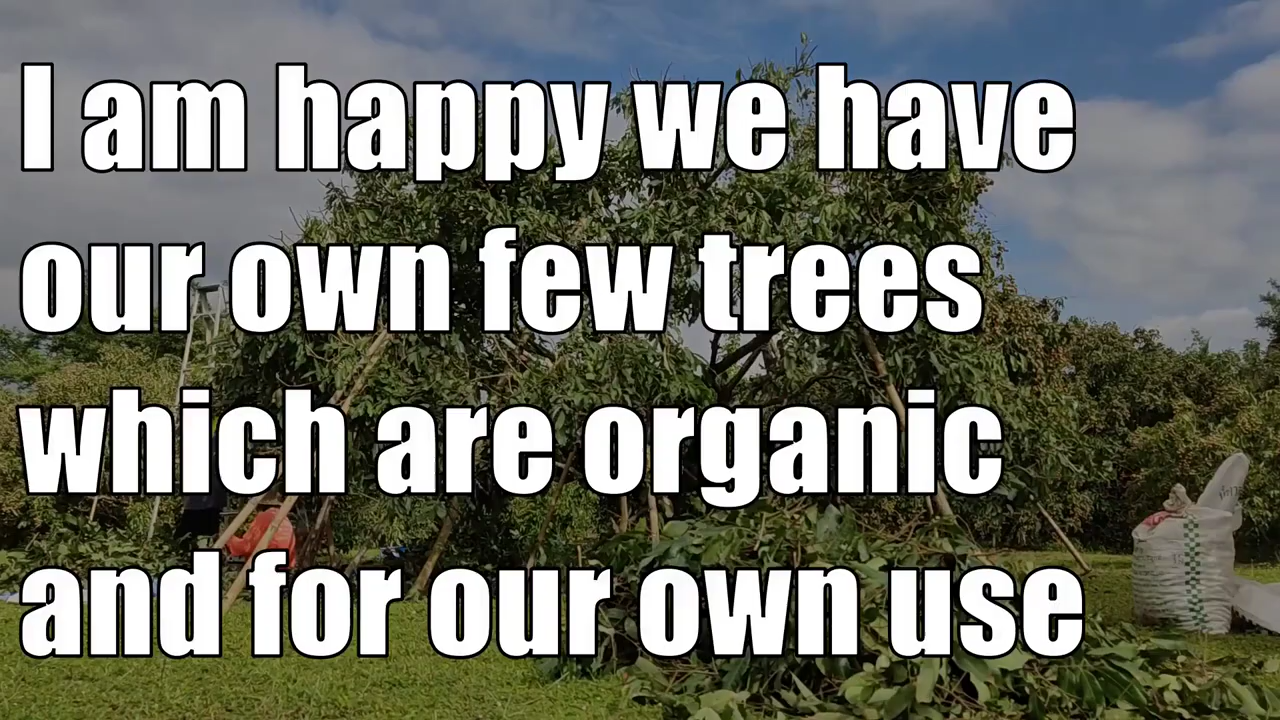 I am happy we have
our own few trees
which are organic
and for our own use